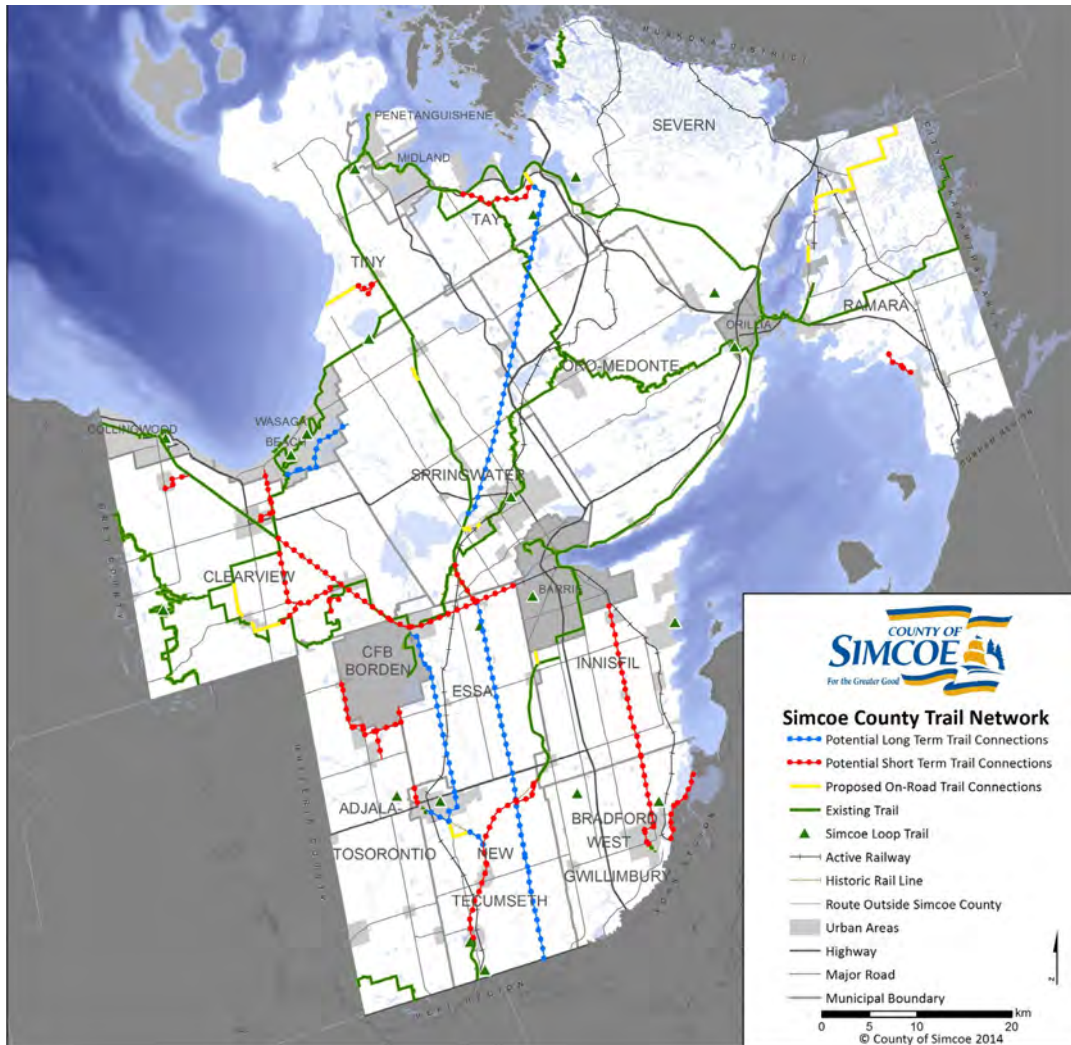 MUSKOKA DISTRICT
SEVERN
PENETANGUISHENE
MIDLAND
TAY
TINY
RAMARA
ORILLIA
ORO-MEDONTE
COLLINGWOOD
WASAGA
BEACH
SPRINGWATER
GREY COUNTY
CLEARVIEW
BARRIE
CFB
BORDEN
ESSA
INNISFIL
ADJALA-
TOSORONTIO
NEW
TECUMSETH
BRADFORD
WEST
GWILLIMBURY
DUFFERIN COUNTY
YORK REGION
DURHAM REGION
WELLINGTON
COUNTY OF
SIMCOE
For the Greater Good
Simcoe County Trail Network
Potential Long Term Trail Connections
Potential Short Term Trail Connections
Proposed On-Road Trail Connections
Existing Trail
Simcoe Loop Trail
Active Railway
Historic Rail Line
Route Outside Simcoe County
Urban Areas
Highway
Major Road
Municipal Boundary
N
km
0 5 10 20
© County of Simcoe 2014